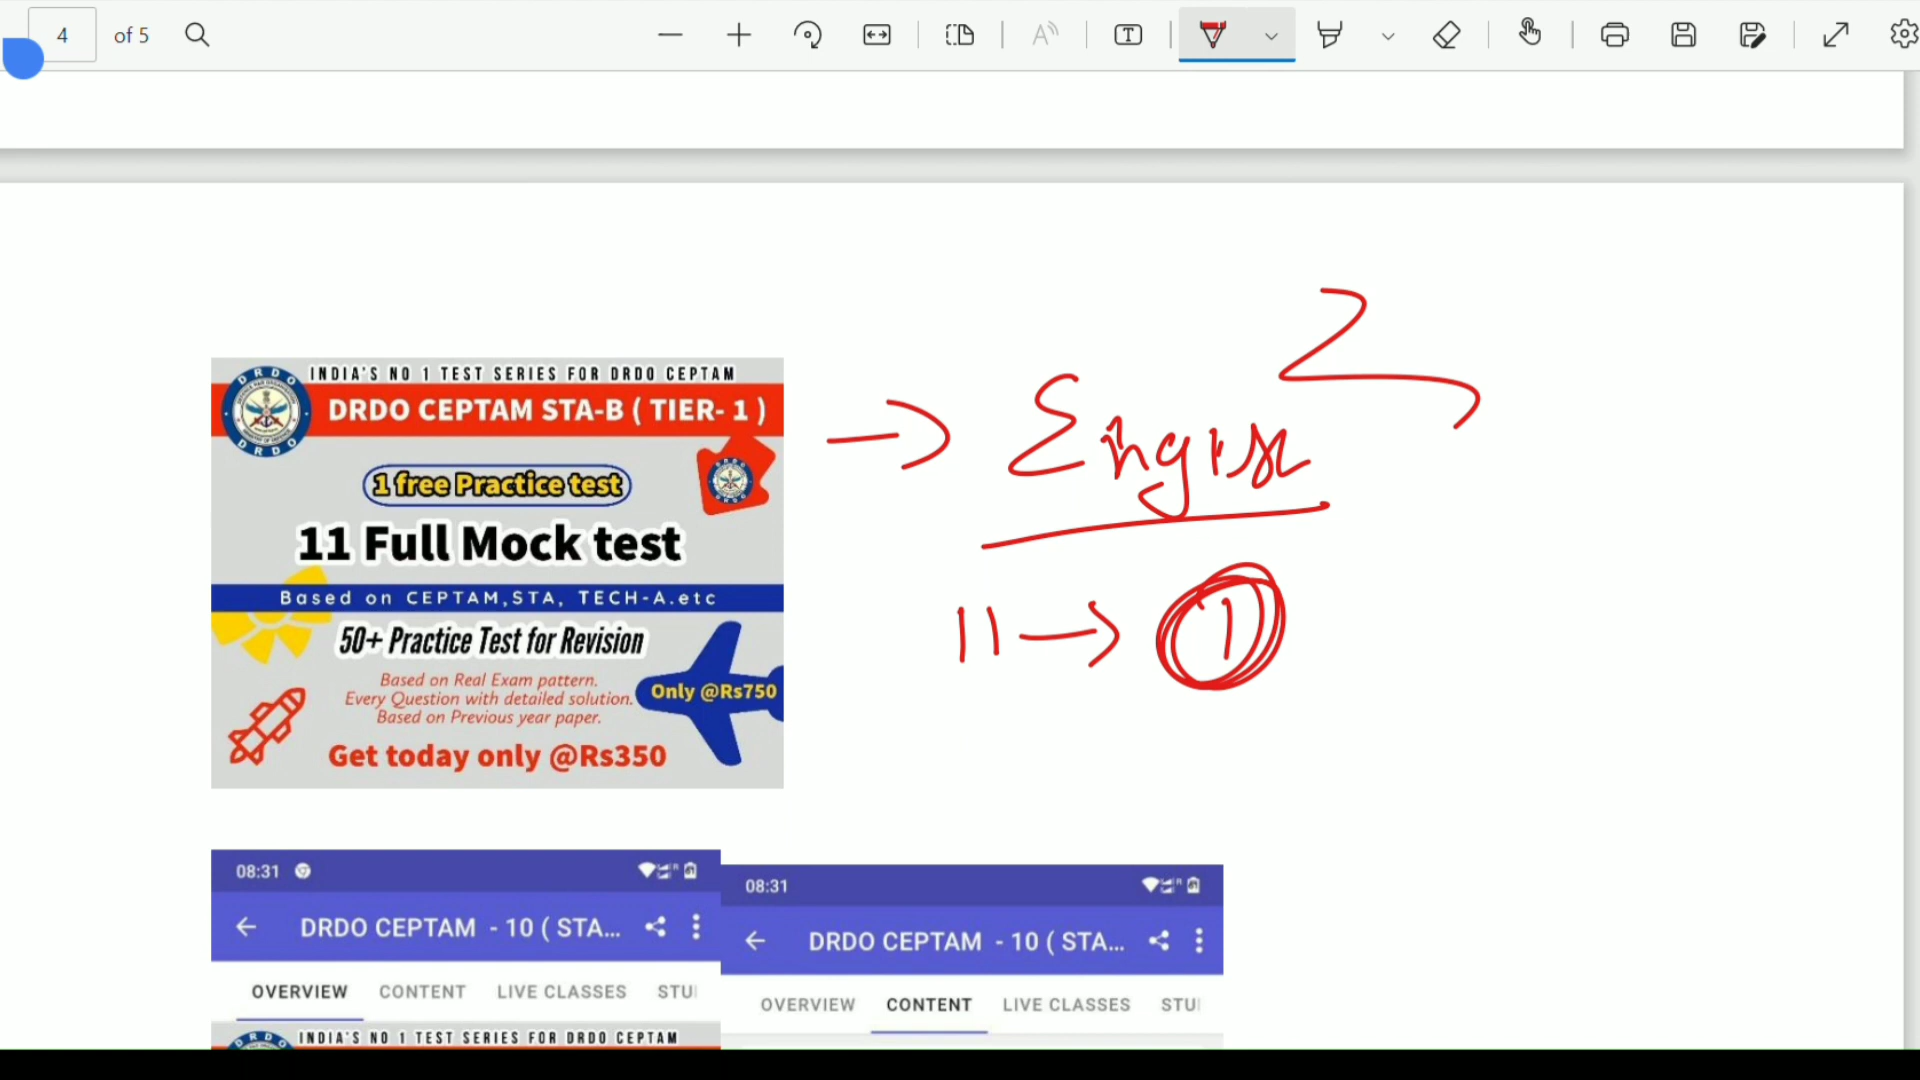 4 of 5
INDIA'S NO 1 TEST SERIES FOR DRDO CEPTAM
DRDO CEPTAM STA-B ( TIER- 1 )
DRDO
DRD
1 free Practice test
11 Full Mock test
Based on CEPTAM,STA, TECH-A.etc
50+ Practice Test for Revision
Based on Real Exam pattern.
Every Question with detailed solution.
Based on Previous year paper.
Only @Rs750
Get today only @Rs350
2
11 → 1
08:31
DRDO CEPTAM - 10 ( STA...
OVERVIEW CONTENT LIVE CLASSES STU
INDIA'S NO 1 TEST SERIES FOR DRDO CEPTAM
08:31
DRDO CEPTAM - 10 ( STA...
OVERVIEW CONTENT LIVE CLASSES STU